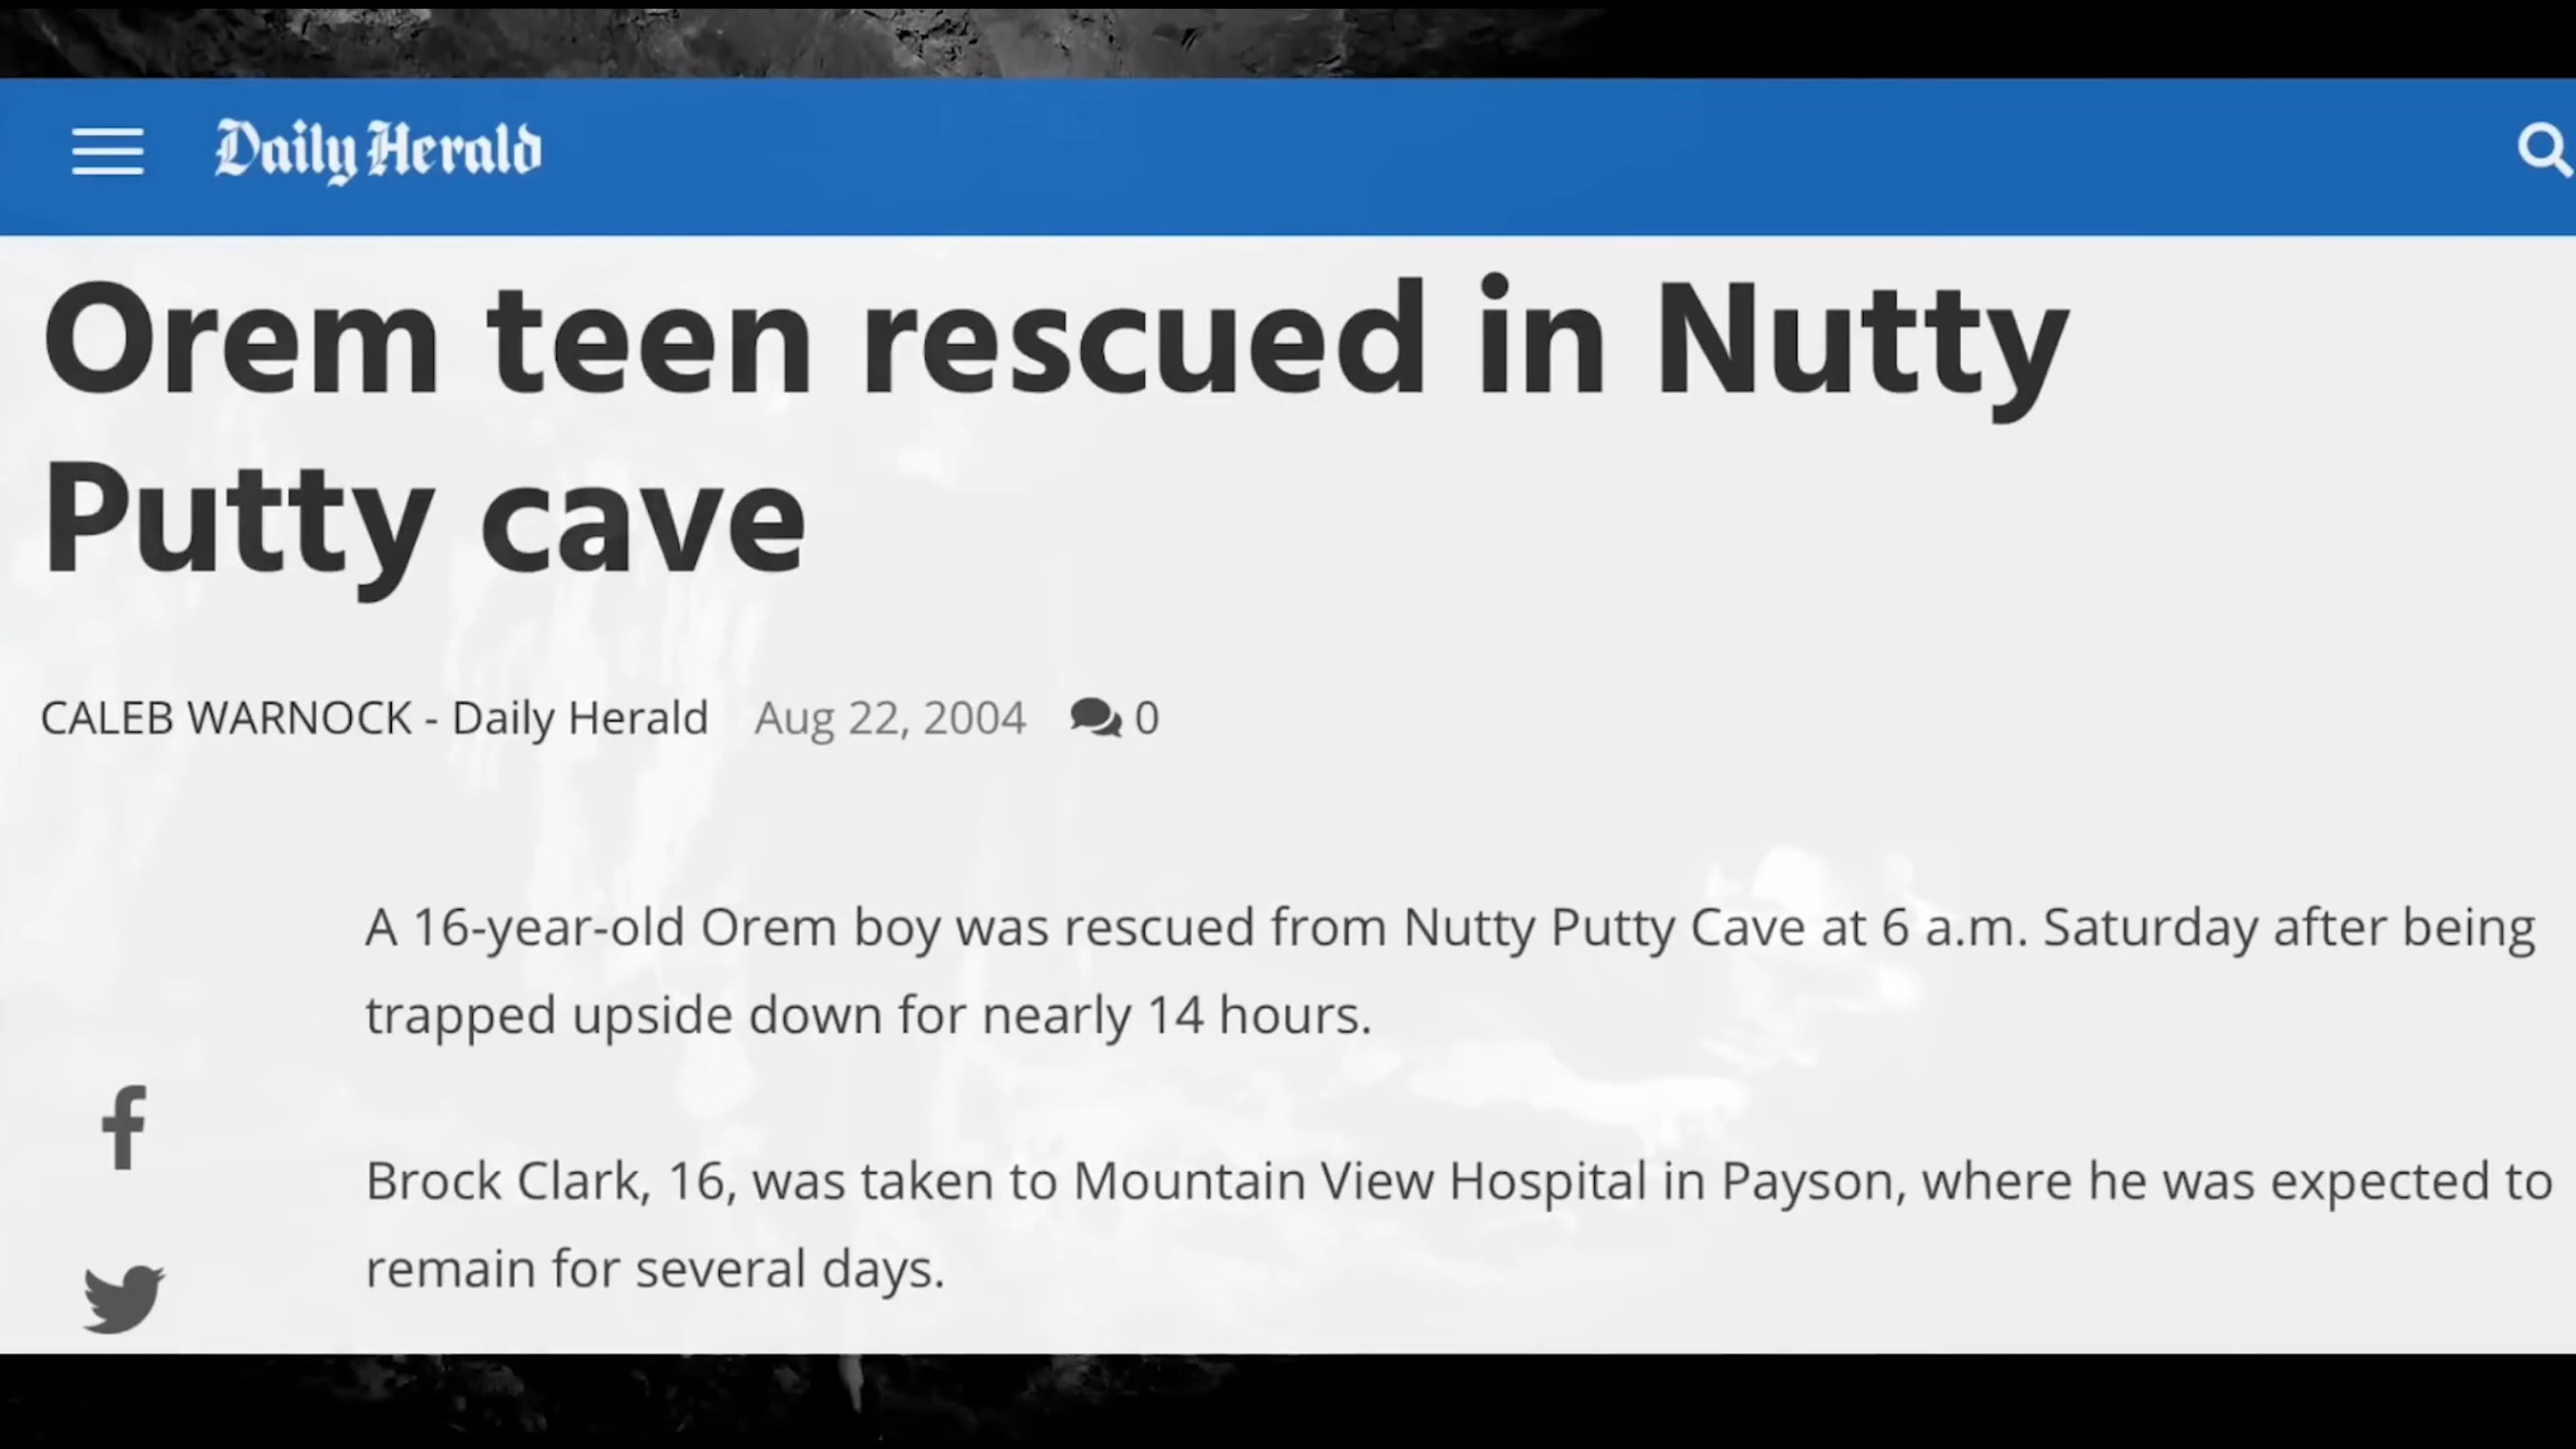 Daily Herald
Orem teen rescued in Nutty
Putty cave
CALEB WARNOCK - Daily Herald Aug 22, 2004 0
A 16-year-old Orem boy was rescued from Nutty Putty Cave at 6 a.m. Saturday after being
trapped upside down for nearly 14 hours.
Brock Clark, 16, was taken to Mountain View Hospital in Payson, where he was expected to
remain for several days.